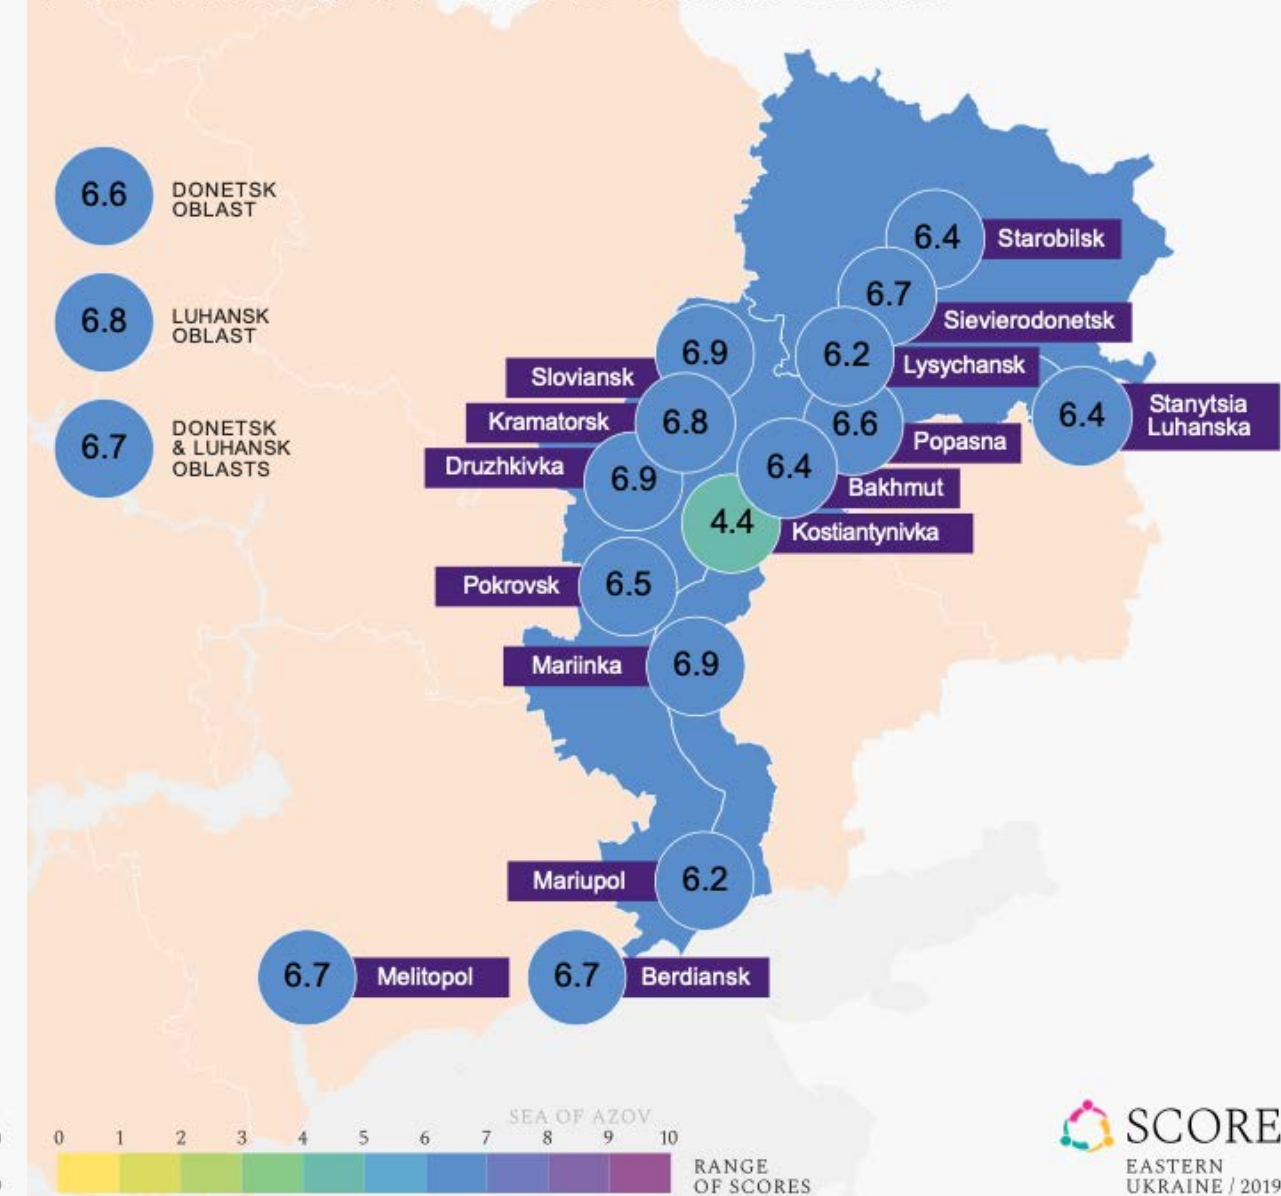 6.6
DONETSK
OBLAST
6.8
LUHANSK
OBLAST
6.7
DONETSK
& LUHANSK
OBLASTS
6.4
Starobilsk
6.7
Sievierodonetsk
6.2
Lysychansk
6.9
Sloviansk
6.8
Kramatorsk
6.6
Popasna
6.4
Stanytsia
Luhanska
6.9
Druzhkivka
6.4
Bakhmut
4.4
Kostiantynivka
Pokrovsk
6.5
Mariinka
6.9
Mariupol
6.2
6.7
Melitopol
6.7
Berdiansk
SEA OF AZOV
0 1 2 3 4 5 6 7 8 9 10
RANGE
OF SCORES
SCORE
EASTERN
UKRAINE / 2019